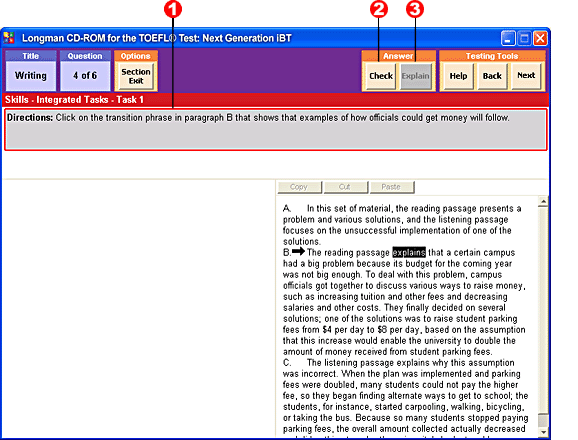 1 2 3
Longman CD-ROM for the TOEFL® Test: Next Generation iBT
Title Question Options Answer Testing Tools
Writing 4 of 6 Section Exit Check Explain Help Back Next
Skills - Integrated Tasks - Task 1
Directions: Click on the transition phrase in paragraph B that shows that examples of how officials could get money will follow.
Copy Cut Paste
A. In this set of material, the reading passage presents a
problem and various solutions, and the listening passage
focuses on the unsuccessful implementation of one of the
solutions.
B. The reading passage explains that a certain campus
had a big problem because its budget for the coming year
was not big enough. To deal with this problem, campus
officials got together to discuss various ways to raise money,
such as increasing tuition and other fees and decreasing
salaries and other costs. They finally decided on several
solutions; one of the solutions was to raise student parking
fees from $4 per day to $8 per day, based on the assumption
that this increase would enable the university to double the
amount of money received from student parking fees.
C. The listening passage explains why this assumption
was incorrect. When the plan was implemented and parking
fees were doubled, many students could not pay the higher
fee, so they began finding alternate ways to get to school; the
students, for instance, started carpooling, walking, bicycling,
or taking the bus. Because so many students stopped paying
parking fees, the overall amount collected actually decreased